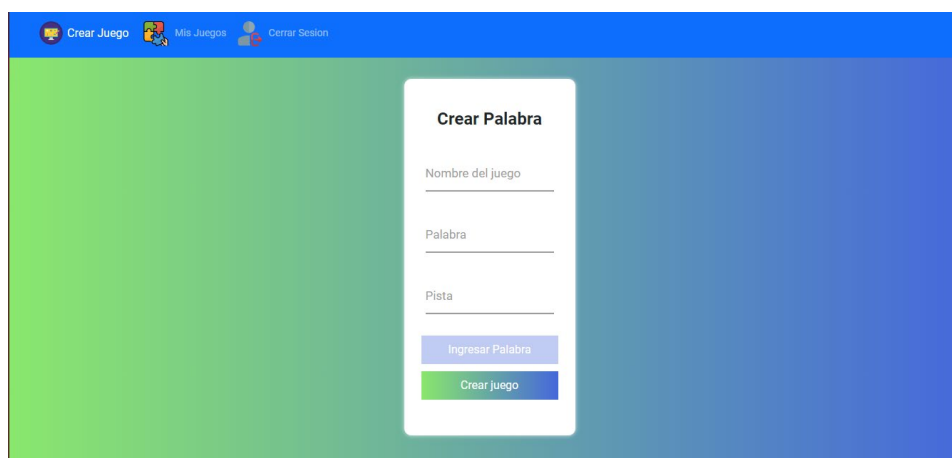 Crear Juego Mis Juegos Cerrar Sesion
Crear Palabra
Nombre del juego
Palabra
Pista
Ingresar Palabra
Crear juego